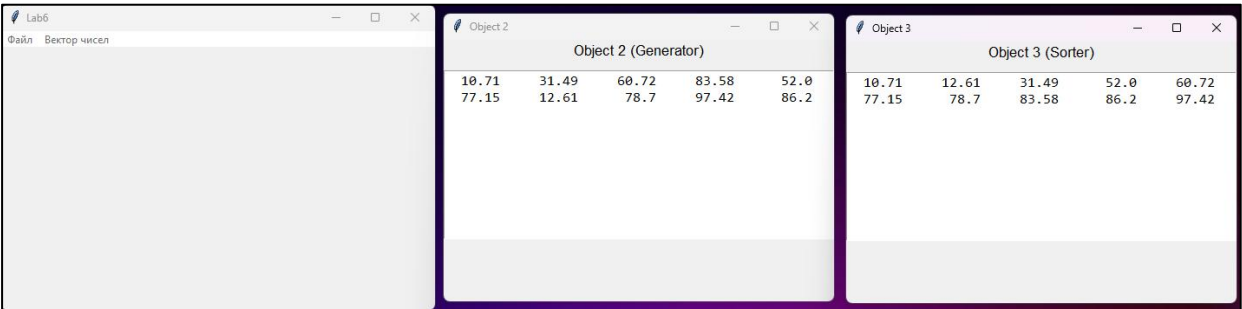 Lab6
Файл Вектор чисел
Object 2
Object 2 (Generator)
10.71 31.49 60.72 83.58 52.0
77.15 12.61 78.7 97.42 86.2
Object 3
Object 3 (Sorter)
10.71 12.61 31.49 52.0 60.72
77.15 78.7 83.58 86.2 97.42